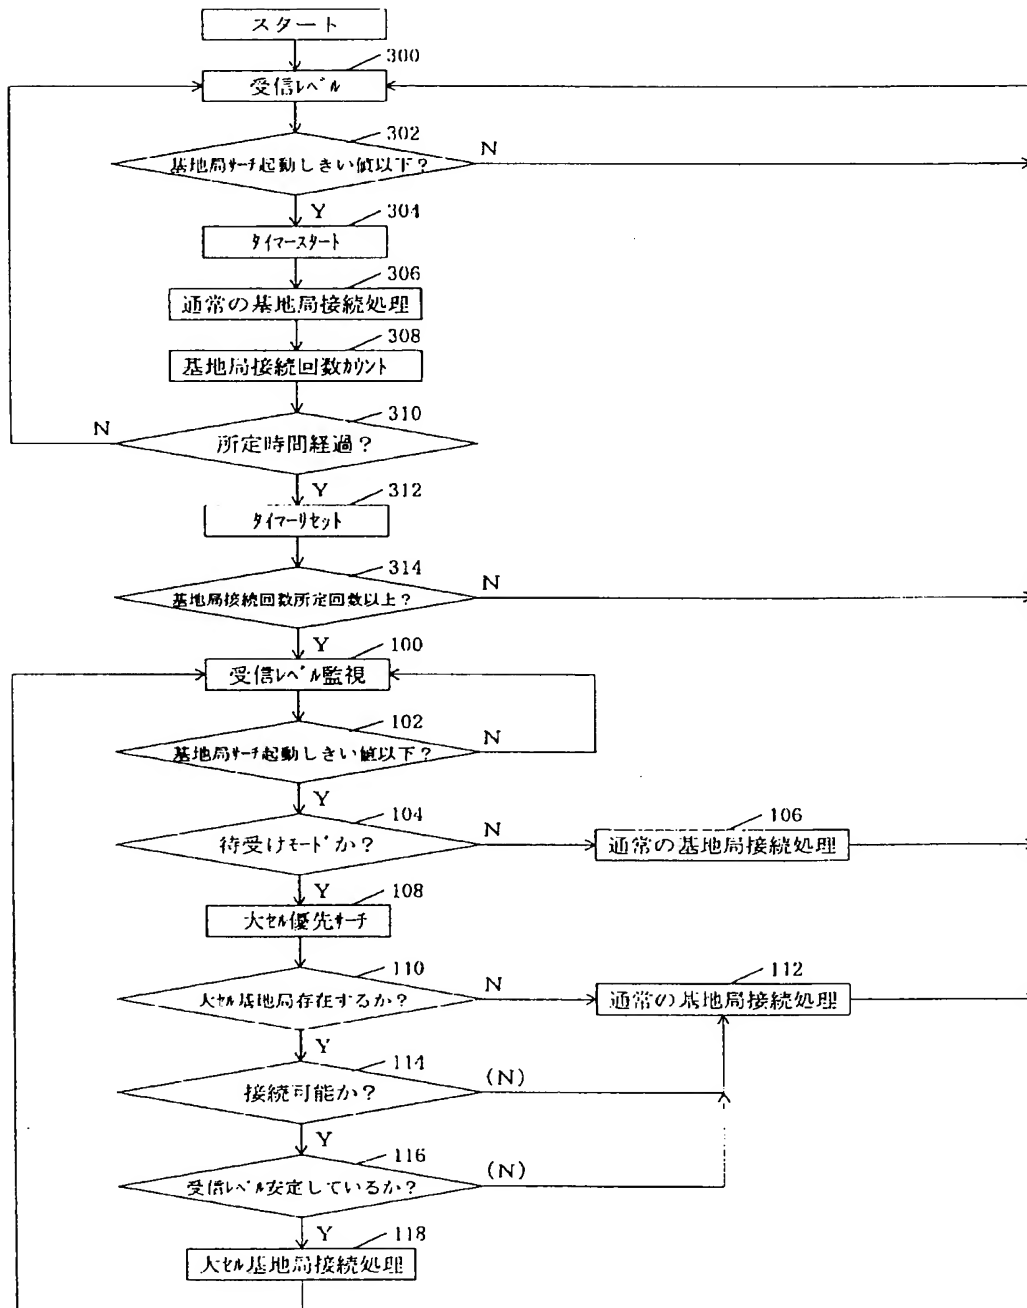 スタート
300
受信ﾚﾍﾞﾙ
302
基地局ｻｰﾁ起動しきい値以下?
N
Y
304
ﾀｲﾏｰｽﾀｰﾄ
306
通常の基地局接続処理
308
基地局接続回数ｶｳﾝﾄ
310
N
所定時間経過?
Y
312
ﾀｲﾏｰﾘｾｯﾄ
314
N
基地局接続回数所定回数以上?
Y
100
受信ﾚﾍﾞﾙ監視
102
N
基地局ｻｰﾁ起動しきい値以下?
Y
104
N
106
待受けﾓｰﾄﾞか?
通常の基地局接続処理
Y
108
大ｾﾙ優先ｻｰﾁ
110
112
大ｾﾙ基地局存在するか?
N
通常の基地局接続処理
Y
114
(N)
接続可能か?
Y
116
(N)
受信ﾚﾍﾞﾙ安定しているか?
Y
118
大ｾﾙ基地局接続処理